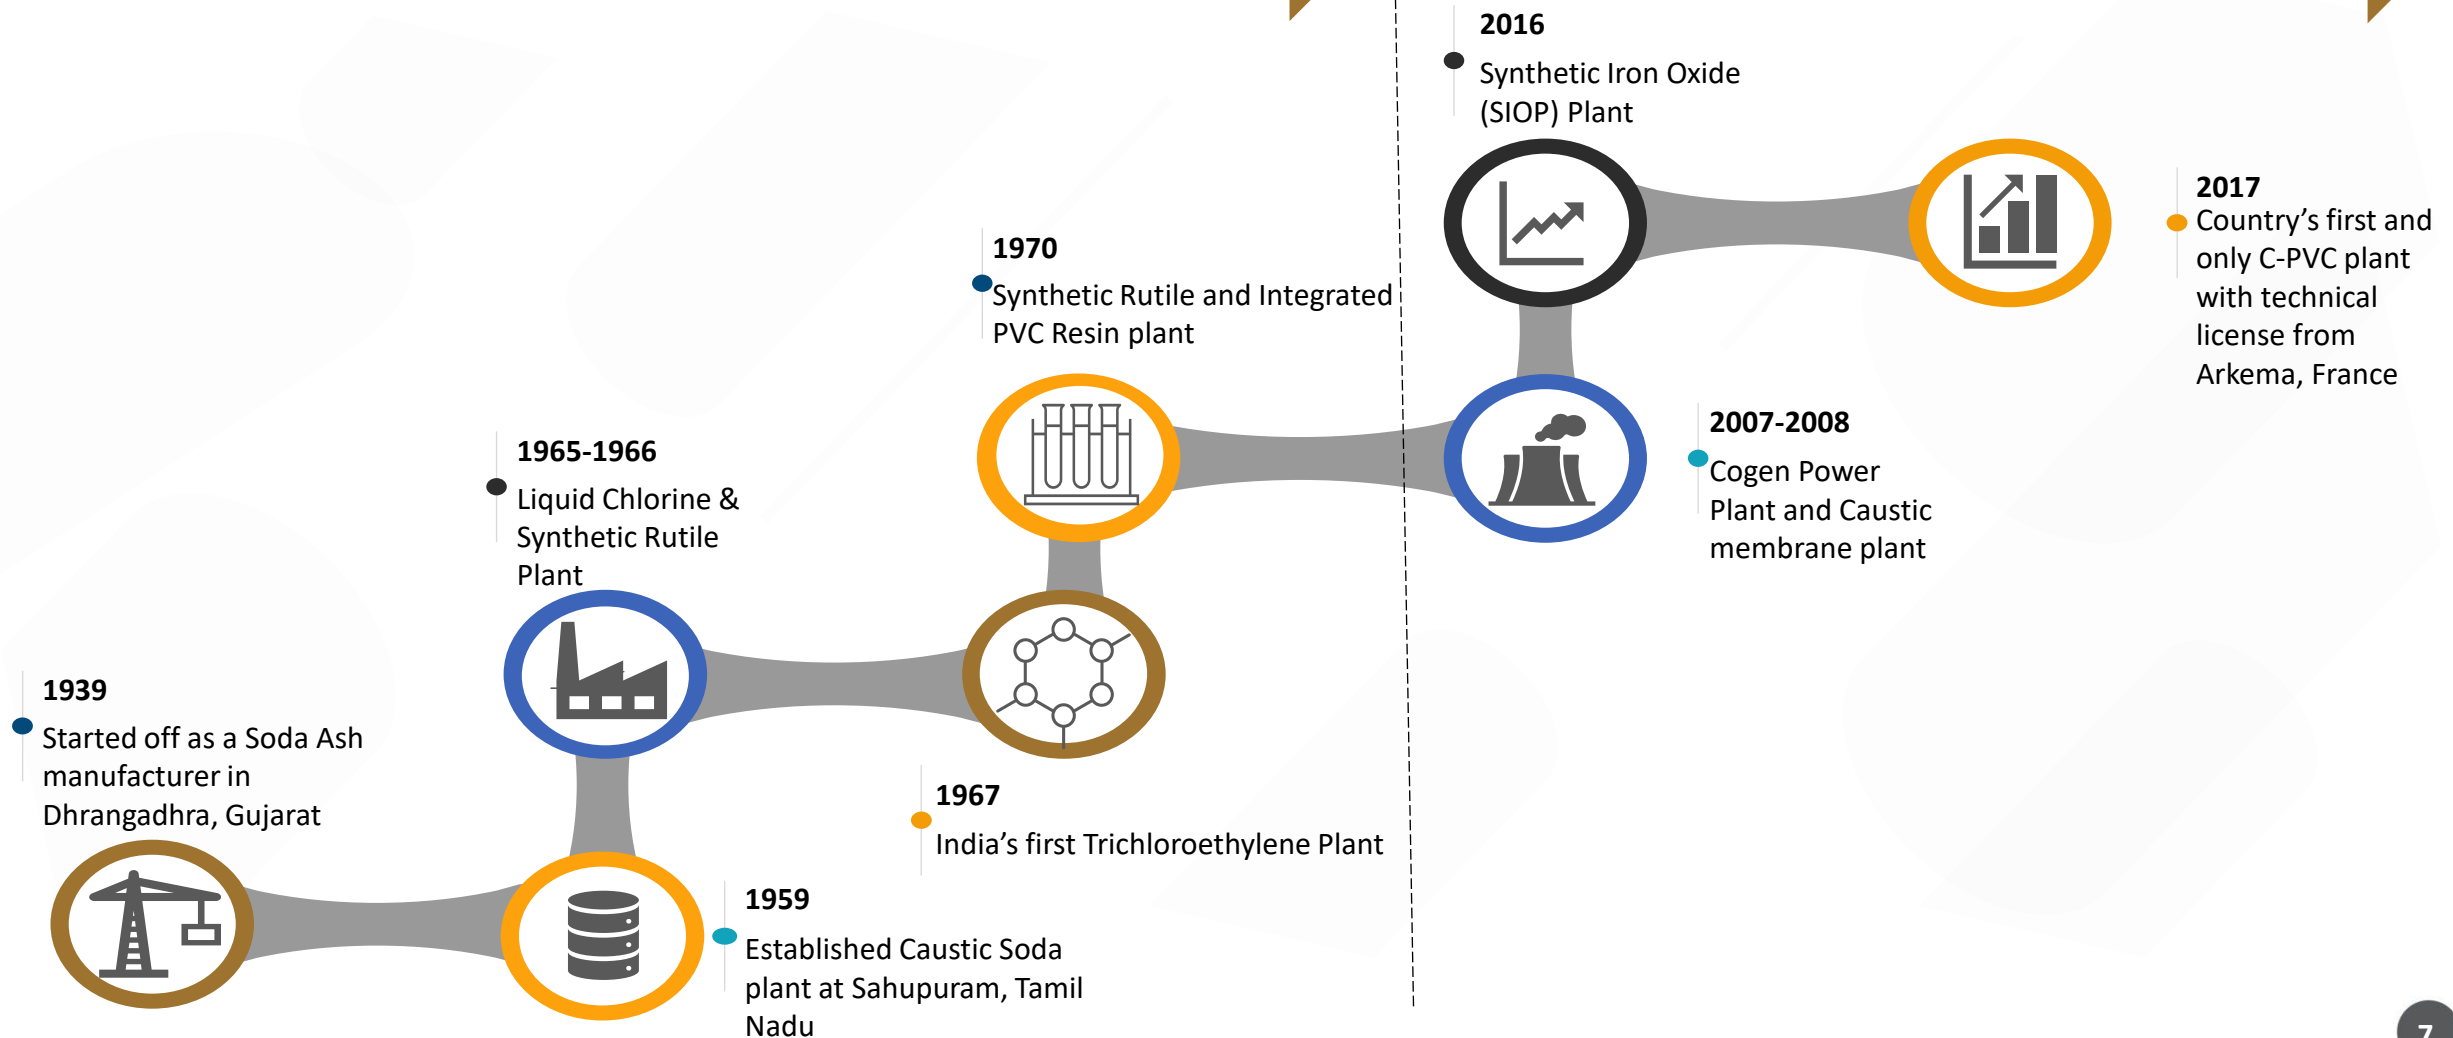 1939
Started off as a Soda Ash
manufacturer in
Dhrangadhra, Gujarat
1959
Established Caustic Soda
plant at Sahupuram, Tamil
Nadu
1965-1966
Liquid Chlorine &
Synthetic Rutile
Plant
1967
India’s first Trichloroethylene Plant
1970
Synthetic Rutile and Integrated
PVC Resin plant
2007-2008
Cogen Power
Plant and Caustic
membrane plant
2016
Synthetic Iron Oxide
(SIOP) Plant
2017
Country’s first and
only C-PVC plant
with technical
license from
Arkema, France
7